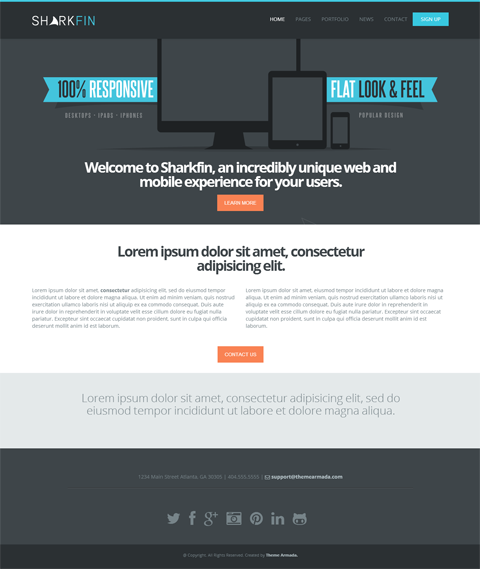 SHARKFIN
HOME PAGES PORTFOLIO NEWS CONTACT SIGN UP
100% RESPONSIVE
DESKTOPS - IPADS - IPHONES
FLAT LOOK & FEEL
POPULAR DESIGN
Welcome to Sharkfin, an incredibly unique web and
mobile experience for your users.
LEARN MORE
Lorem ipsum dolor sit amet, consectetur
adipisicing elit.
Lorem ipsum dolor sit amet, consectetur adipisicing elit, sed do eiusmod
tempor incididunt ut labore et dolore magna aliqua. Ut enim ad minim veniam, quis nostrud
exercitation ullamco laboris nisi ut aliquip ex ea commodo consequat. Duis aute
irure dolor in reprehenderit in voluptate velit esse cillum dolore eu fugiat nulla
pariatur. Excepteur sint occaecat cupidatat non proident, sunt in culpa qui officia
deserunt mollit anim id est laborum.
Lorem ipsum dolor sit amet, consectetur adipisicing elit, sed do eiusmod tempor
incididunt ut labore et dolore magna aliqua. Ut enim ad minim veniam, quis
nostrud exercitation ullamco laboris nisi ut aliquip ex ea commodo consequat. Duis
aute irure dolor in reprehenderit in voluptate velit esse cillum dolore eu fugiat nulla
pariatur. Excepteur sint occaecat cupidatat non proident, sunt in culpa qui officia
deserunt mollit anim id est laborum.
CONTACT US
Lorem ipsum dolor sit amet, consectetur adipisicing elit, sed do
eiusmod tempor incididunt ut labore et dolore magna aliqua.
1234 Main Street Atlanta, GA 30305 | 404.555.5555 | support@themearmada.com
© Copyright. All Rights Reserved. Created by Theme Armada.